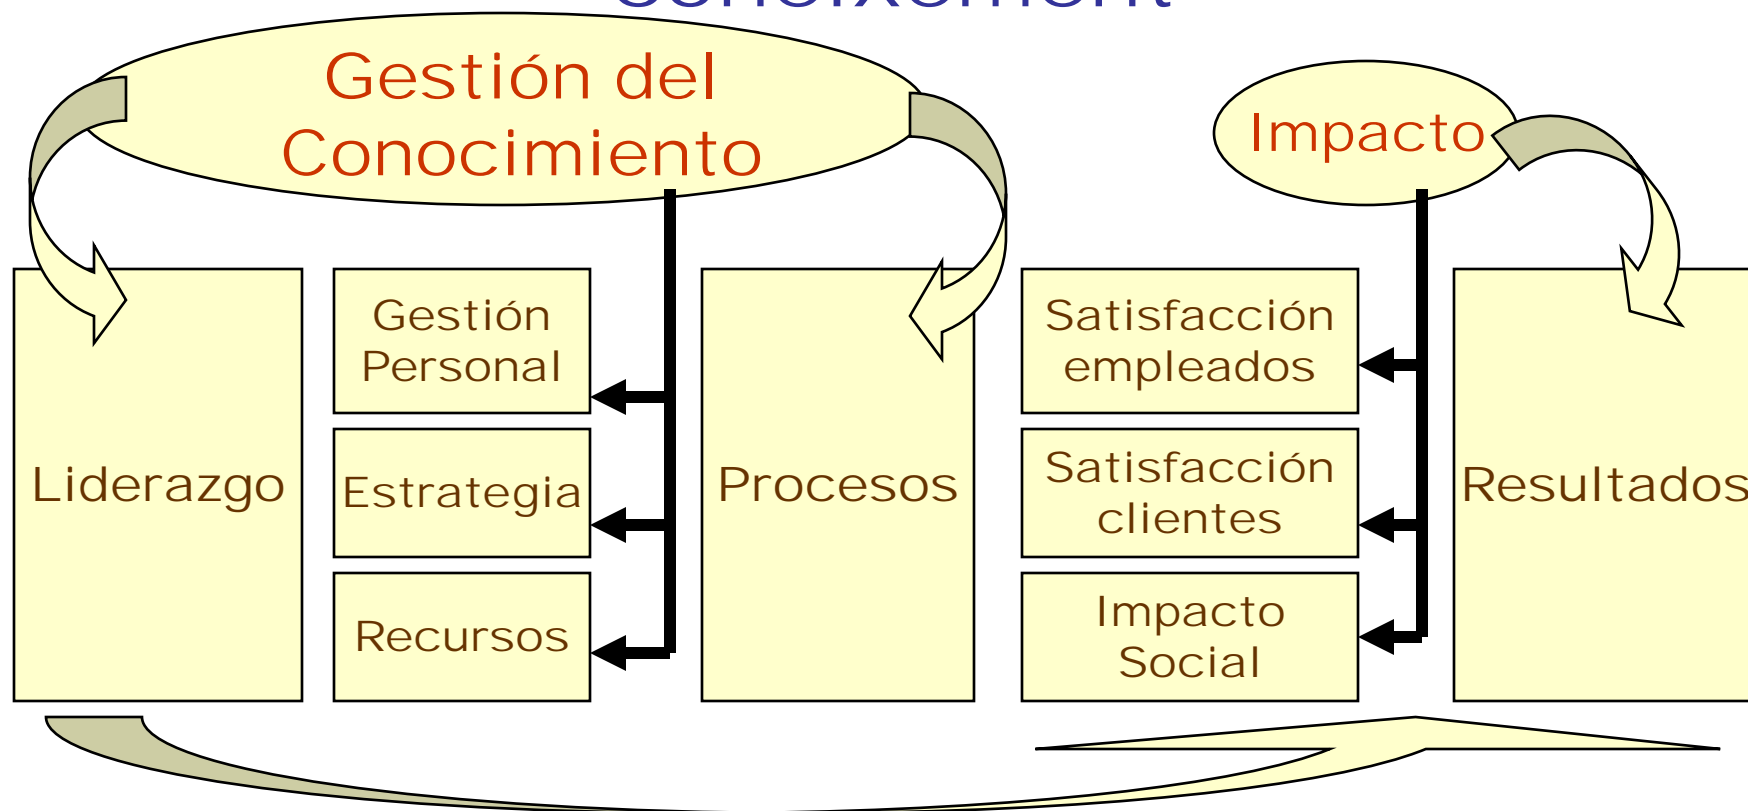 Gestión del
Conocimiento
Impacto
Gestión
Personal
Satisfacción
empleados
Liderazgo
Estrategia
Procesos
Satisfacción
clientes
Resultados
Recursos
Impacto
Social